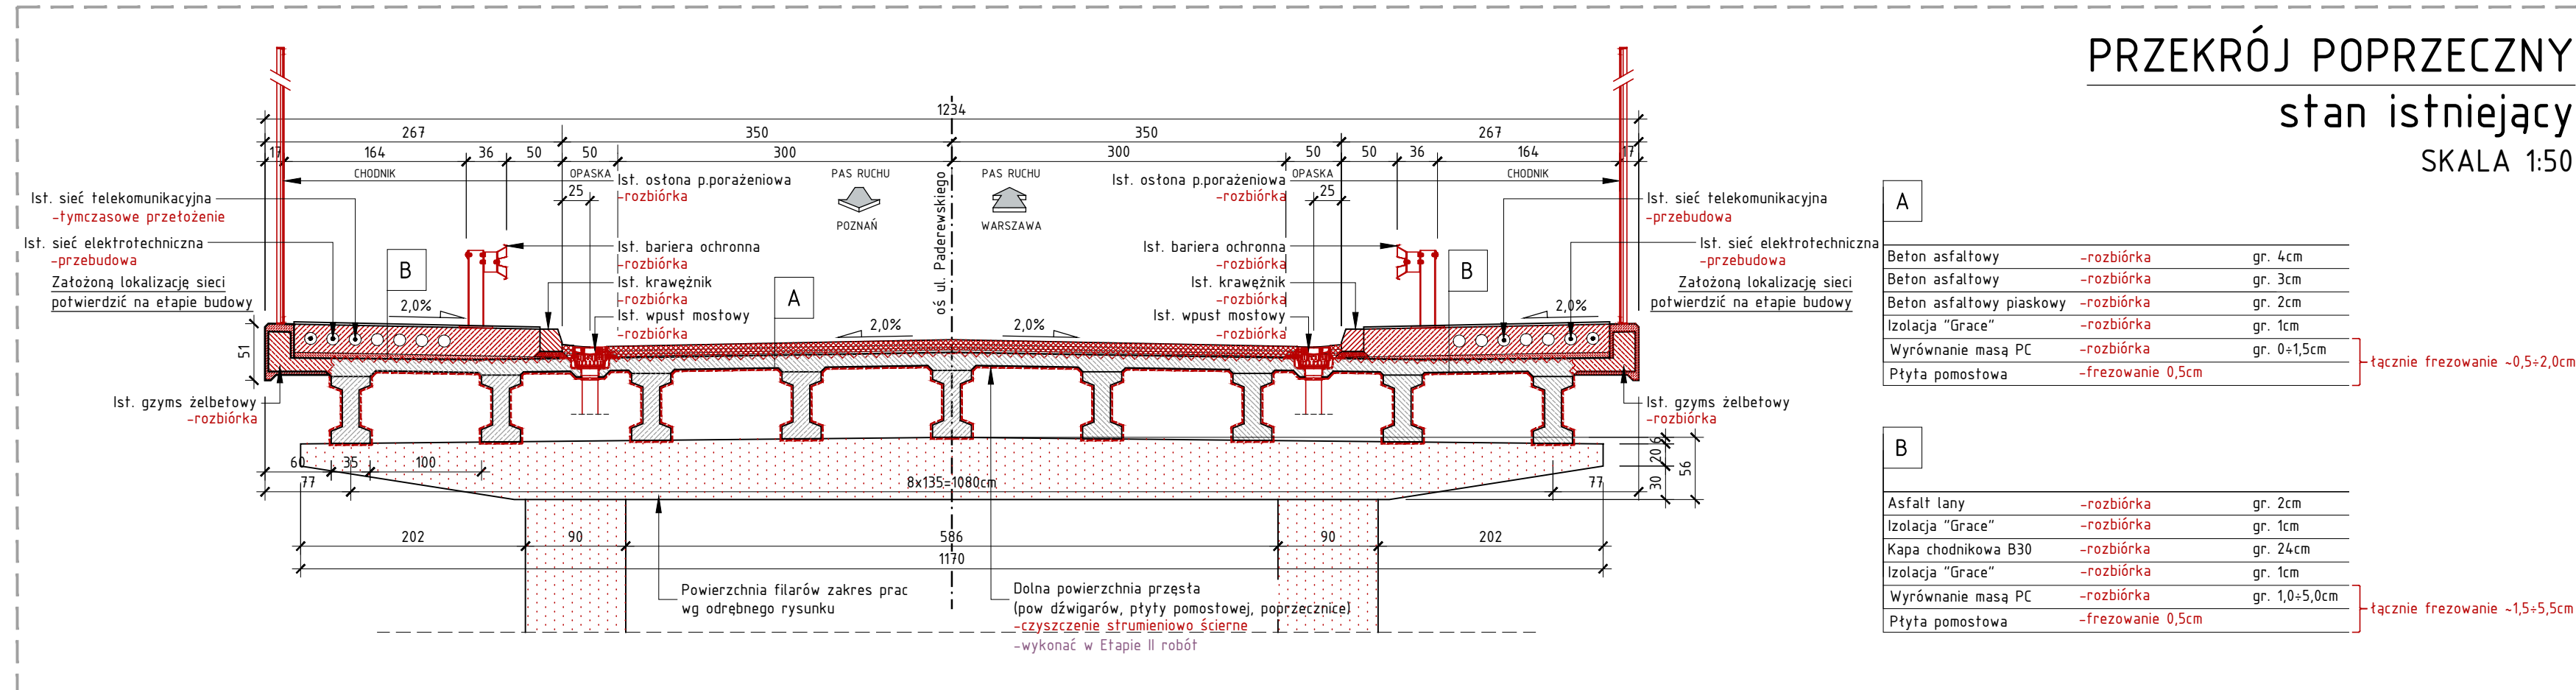 PRZEKRÓJ POPRZECZNY
stan istniejący
SKALA 1:50
1234
267
350
350
267
17
164
36
50
50
300
300
50
50
36
164
17
CHODNIK
OPASKA
PAS RUCHU
PAS RUCHU
OPASKA
CHODNIK
25
25
POZNAŃ
WARSZAWA
oś ul. Paderewskiego
Ist. sieć telekomunikacyjna
-tymczasowe przełożenie
Ist. sieć elektrotechniczna
-przebudowa
Założoną lokalizację sieci
potwierdzić na etapie budowy
Ist. osłona p.porażeniowa
-rozbiórka
Ist. bariera ochronna
-rozbiórka
Ist. krawężnik
-rozbiórka
Ist. wpust mostowy
-rozbiórka
Ist. osłona p.porażeniowa
-rozbiórka
Ist. bariera ochronna
-rozbiórka
Ist. krawężnik
-rozbiórka
Ist. wpust mostowy
-rozbiórka
Ist. sieć telekomunikacyjna
-przebudowa
Ist. sieć elektrotechniczna
-przebudowa
Założoną lokalizację sieci
potwierdzić na etapie budowy
B
A
B
2,0%
2,0%
2,0%
2,0%
51
Ist. gzyms żelbetowy
-rozbiórka
Ist. gzyms żelbetowy
-rozbiórka
60
35
100
77
8x135=1080cm
77
6
20
30
56
202
90
586
90
202
1170
Powierzchnia filarów zakres prac
wg odrębnego rysunku
Dolna powierzchnia przęsła
(pow dźwigarów, płyty pomostowej, poprzecznice)
-czyszczenie strumieniowo ścierne
-wykonać w Etapie II robót
A
Beton asfaltowy -rozbiórka gr. 4cm
Beton asfaltowy -rozbiórka gr. 3cm
Beton asfaltowy piaskowy -rozbiórka gr. 2cm
Izolacja "Grace" -rozbiórka gr. 1cm
Wyrównanie masą PC -rozbiórka gr. 0÷1,5cm
Płyta pomostowa -frezowanie 0,5cm
łącznie frezowanie ~0,5÷2,0cm
B
Asfalt lany -rozbiórka gr. 2cm
Izolacja "Grace" -rozbiórka gr. 1cm
Kapa chodnikowa B30 -rozbiórka gr. 24cm
Izolacja "Grace" -rozbiórka gr. 1cm
Wyrównanie masą PC -rozbiórka gr. 1,0÷5,0cm
Płyta pomostowa -frezowanie 0,5cm
łącznie frezowanie ~1,5÷5,5cm